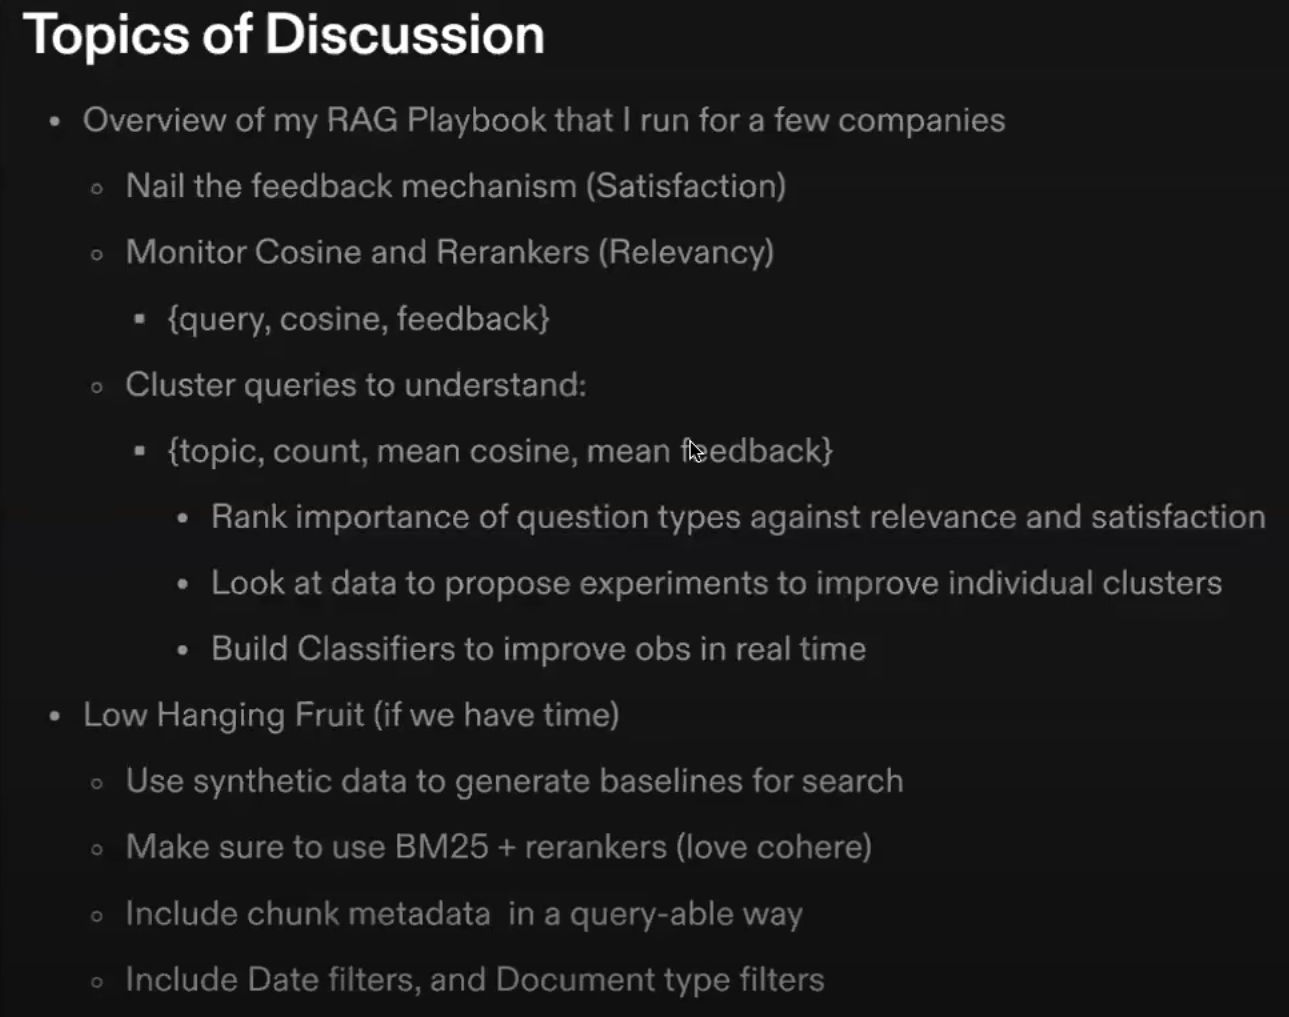 Topics of Discussion
• Overview of my RAG Playbook that I run for a few companies
◦ Nail the feedback mechanism (Satisfaction)
◦ Monitor Cosine and Rerankers (Relevancy)
▪ {query, cosine, feedback}
◦ Cluster queries to understand:
▪ {topic, count, mean cosine, mean feedback}
• Rank importance of question types against relevance and satisfaction
• Look at data to propose experiments to improve individual clusters
• Build Classifiers to improve obs in real time
• Low Hanging Fruit (if we have time)
◦ Use synthetic data to generate baselines for search
◦ Make sure to use BM25 + rerankers (love cohere)
◦ Include chunk metadata  in a query-able way
◦ Include Date filters, and Document type filters